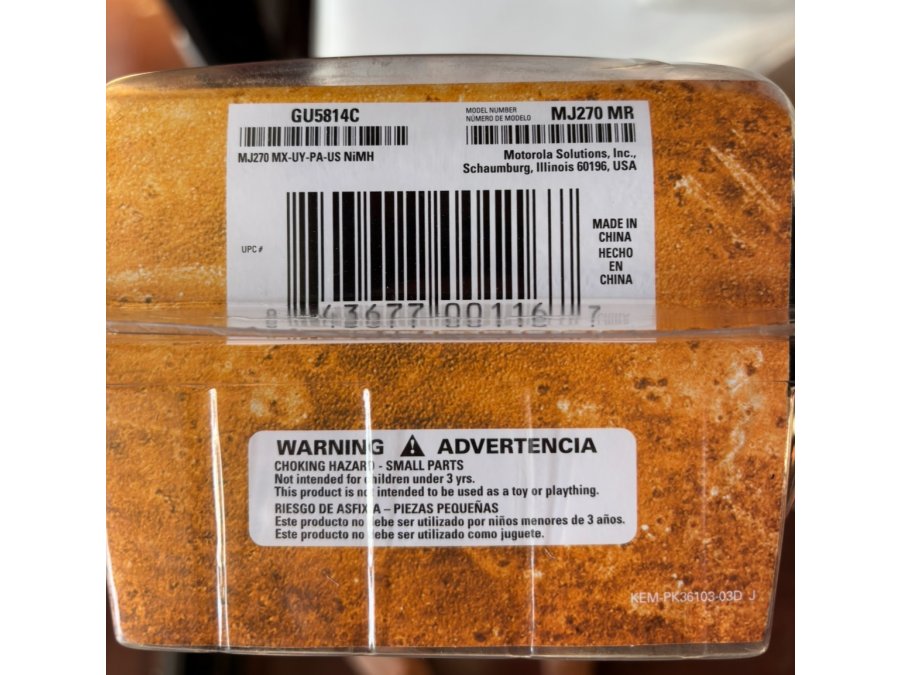 GU5814C
MJ270 MX-UY-PA-US NiMH
MODEL NUMBER
NÚMERO DE MODELO
MJ270 MR
Motorola Solutions, Inc.,
Schaumburg, Illinois 60196, USA
UPC #
MADE IN
CHINA
HECHO
EN
CHINA
8 43677 00116 7
WARNING ADVERTENCIA
CHOKING HAZARD - SMALL PARTS
Not intended for children under 3 yrs.
This product is not intended to be used as a toy or plaything.
RIESGO DE ASFIXIA – PIEZAS PEQUEÑAS
Este producto no debe ser utilizado por niños menores de 3 años.
Este producto no debe ser utilizado como juguete.
KEM-PK36103-03D J